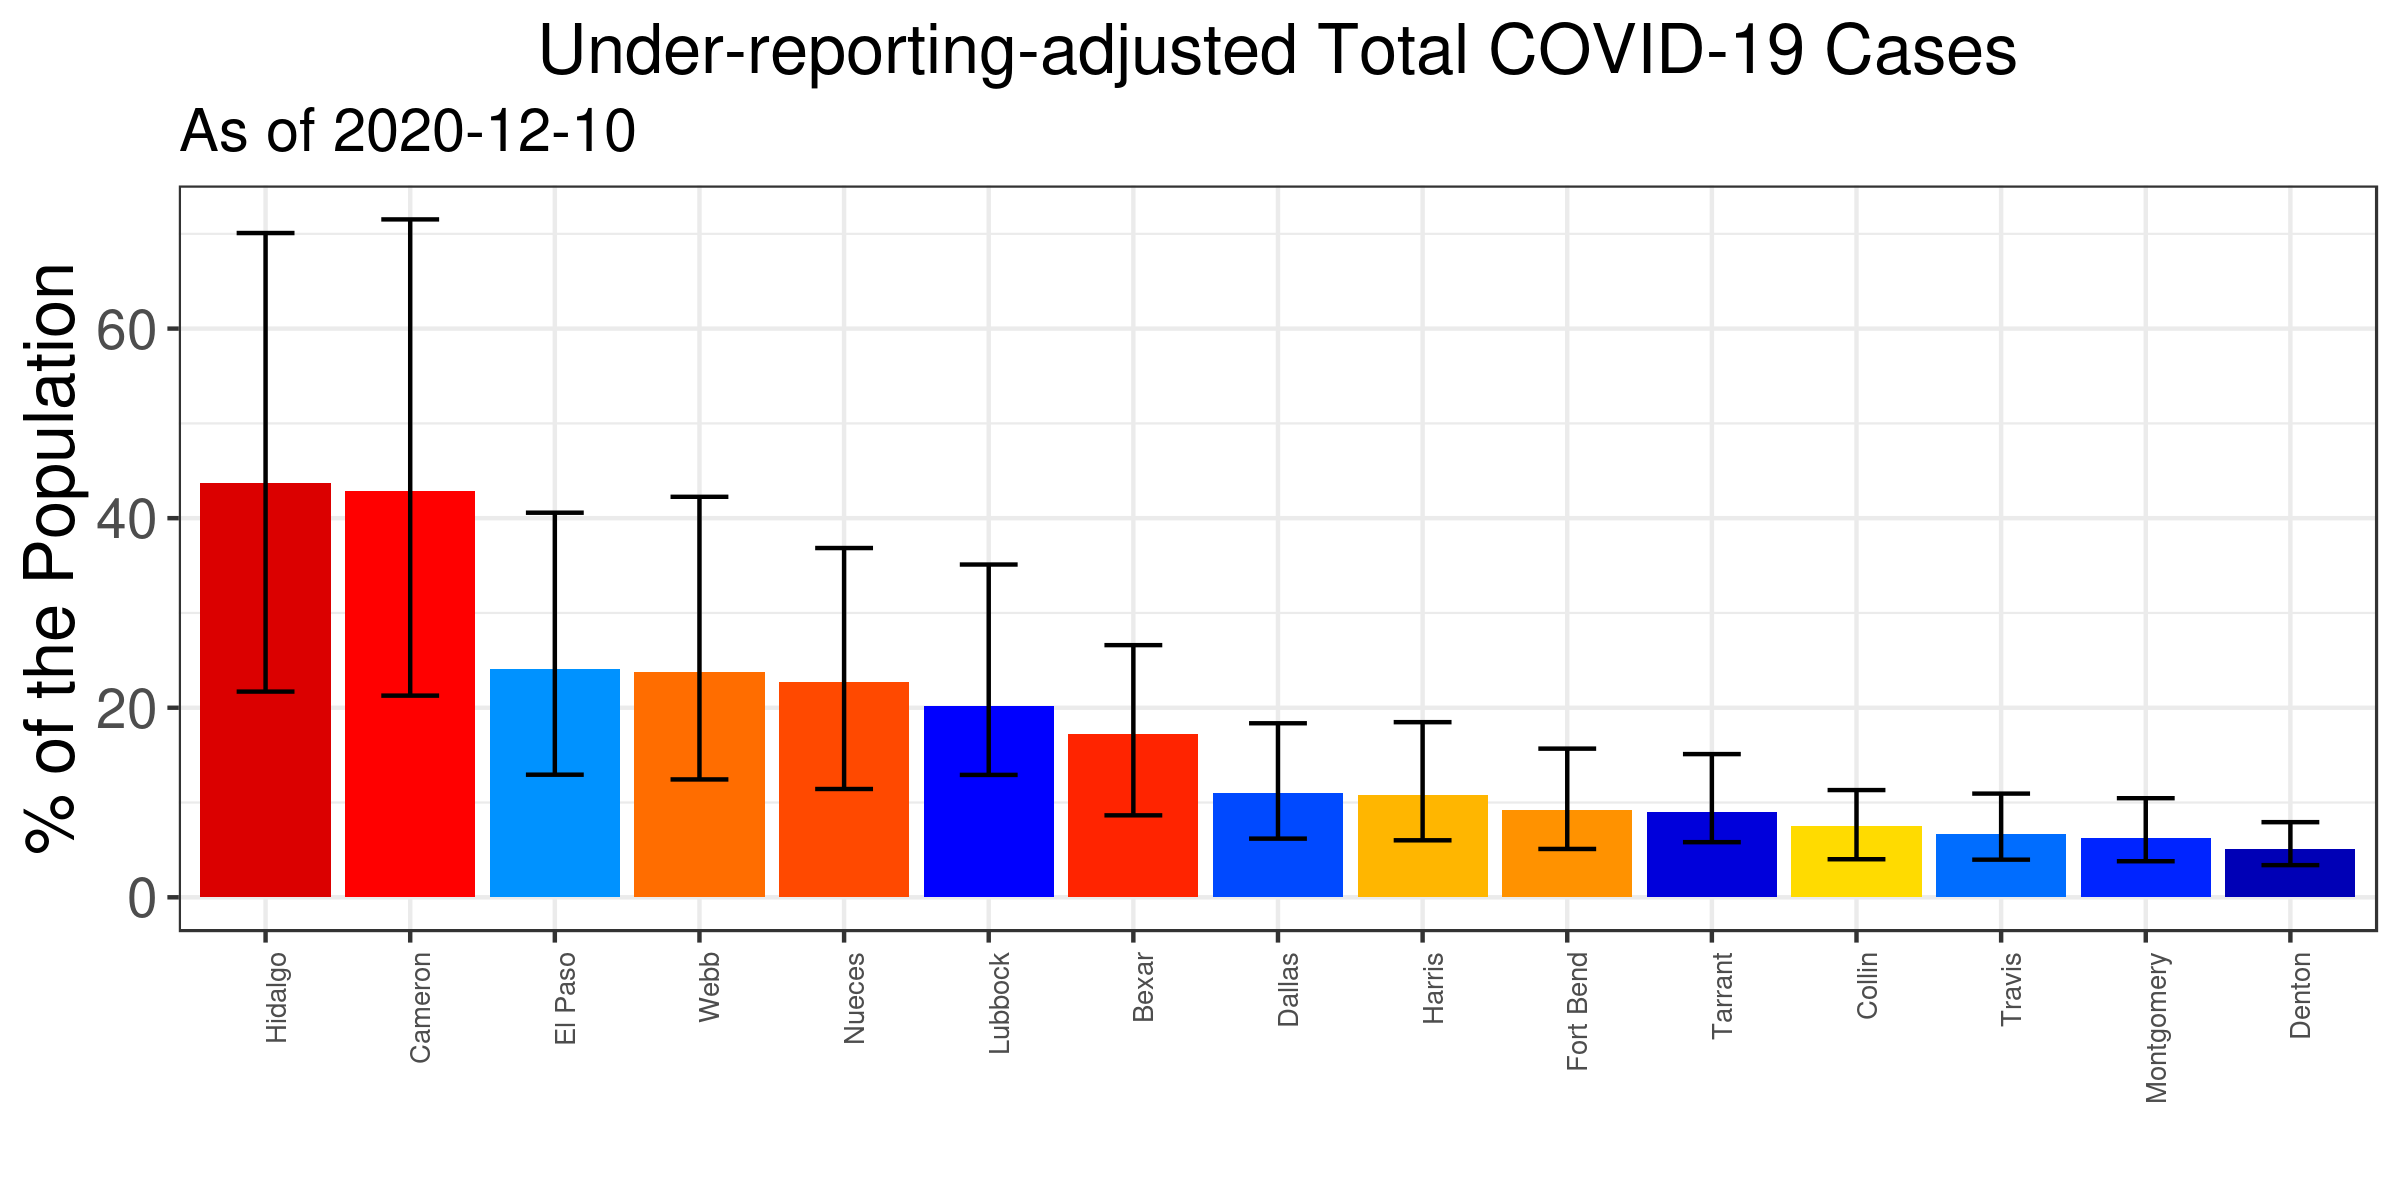 Under-reporting-adjusted Total COVID-19 Cases
As of 2020-12-10
% of the Population
60
40
20
0
Hidalgo
Cameron
El Paso
Webb
Nueces
Lubbock
Bexar
Dallas
Harris
Fort Bend
Tarrant
Collin
Travis
Montgomery
Denton